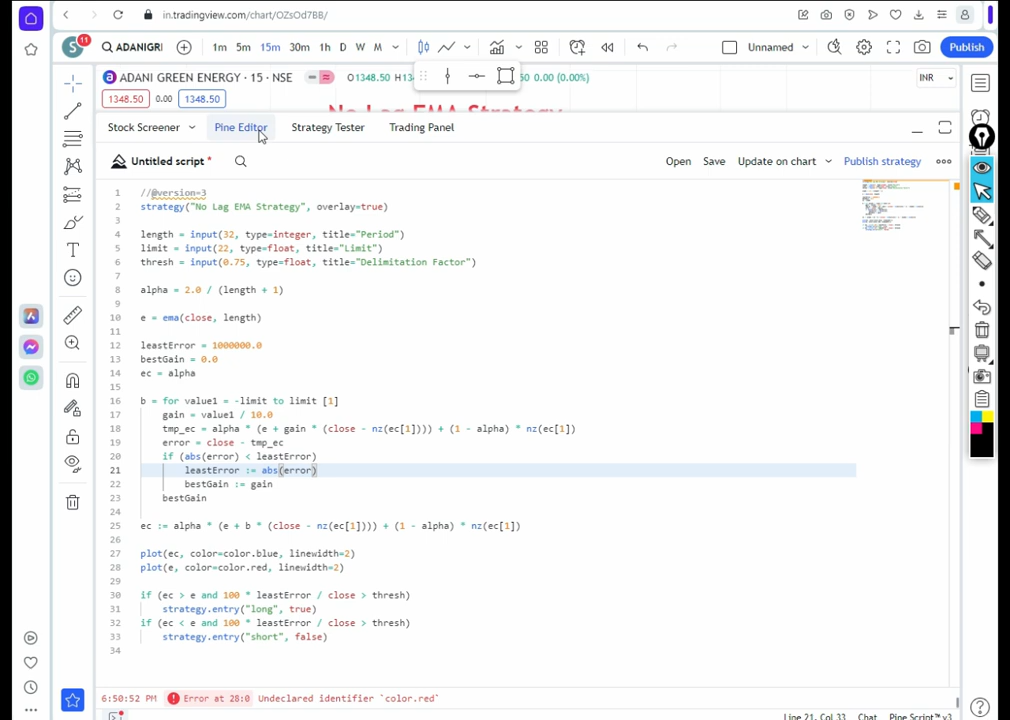 in.tradingview.com/chart/OZsOd7BB/
S 11 ADANIGRI 1m 5m 15m 30m 1h D W M Unnamed Publish
ADANI GREEN ENERGY · 15 · NSE O1348.50 0.00 (0.00%) INR
1348.50 0.00 1348.50
No Lag EMA Strategy
Stock Screener Pine Editor Strategy Tester Trading Panel
Untitled script * Open Save Update on chart Publish strategy
1 //@version=3
2 strategy("No Lag EMA Strategy", overlay=true)
3
4 length = input(32, type=integer, title="Period")
5 limit = input(22, type=float, title="Limit")
6 thresh = input(0.75, type=float, title="Delimitation Factor")
7
8 alpha = 2.0 / (length + 1)
9
10 e = ema(close, length)
11
12 leastError = 1000000.0
13 bestGain = 0.0
14 ec = alpha
15
16 b = for value1 = -limit to limit [1]
17 gain = value1 / 10.0
18 tmp_ec = alpha * (e + gain * (close - nz(ec[1]))) + (1 - alpha) * nz(ec[1])
19 error = close - tmp_ec
20 if (abs(error) < leastError)
21 leastError := abs(error)
22 bestGain := gain
23 bestGain
24
25 ec := alpha * (e + b * (close - nz(ec[1]))) + (1 - alpha) * nz(ec[1])
26
27 plot(ec, color=color.blue, linewidth=2)
28 plot(e, color=color.red, linewidth=2)
29
30 if (ec > e and 100 * leastError / close > thresh)
31 strategy.entry("long", true)
32 if (ec < e and 100 * leastError / close > thresh)
33 strategy.entry("short", false)
34
6:50:52 PM Error at 28:0 Undeclared identifier `color.red`
Line 21, Col 33 Chat Pine Script™ v3